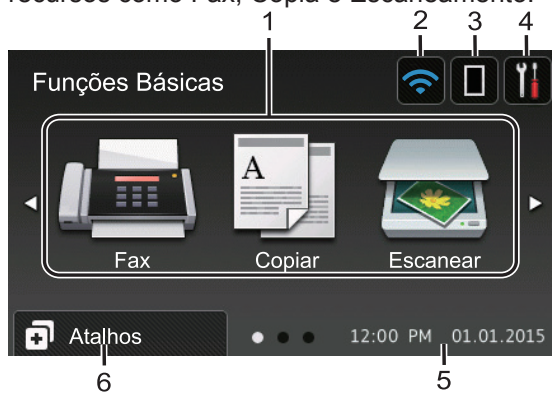 recursos como Fax, Cópia e Escaneamento.
1 2 3 4
Funções Básicas
A
Fax Copiar Escanear
Atalhos 12:00 PM 01.01.2015
6 5